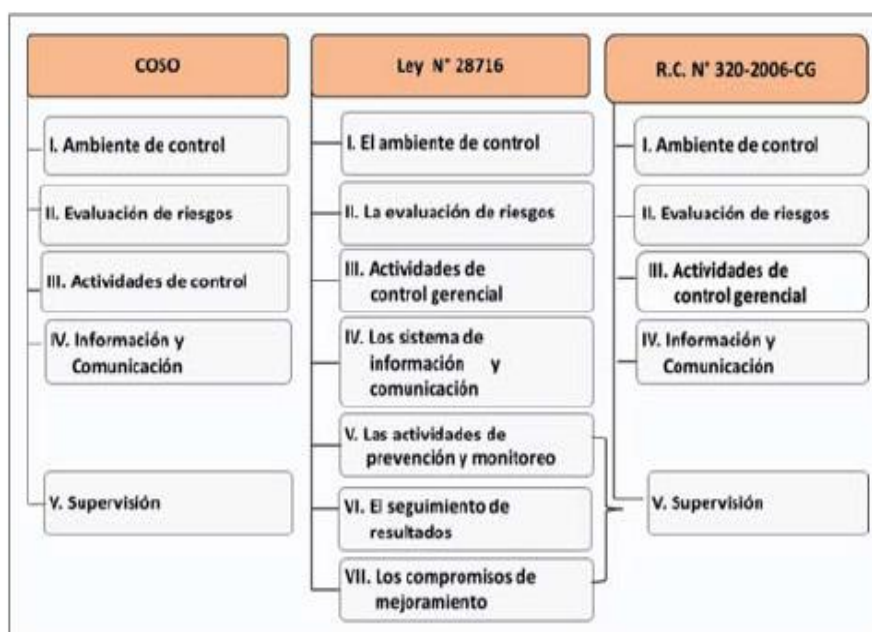 COSO
I. Ambiente de control
II. Evaluación de riesgos
III. Actividades de control
IV. Información y
Comunicación
V. Supervisión
Ley N° 28716
I. El ambiente de control
II. La evaluación de riesgos
III. Actividades de
control gerencial
IV. Los sistema de
información y
comunicación
V. Las actividades de
prevención y monitoreo
VI. El seguimiento de
resultados
VII. Los compromisos de
mejoramiento
R.C. N° 320-2006-CG
I. Ambiente de control
II. Evaluación de riesgos
III. Actividades de
control gerencial
IV. Información y
Comunicación
V. Supervisión